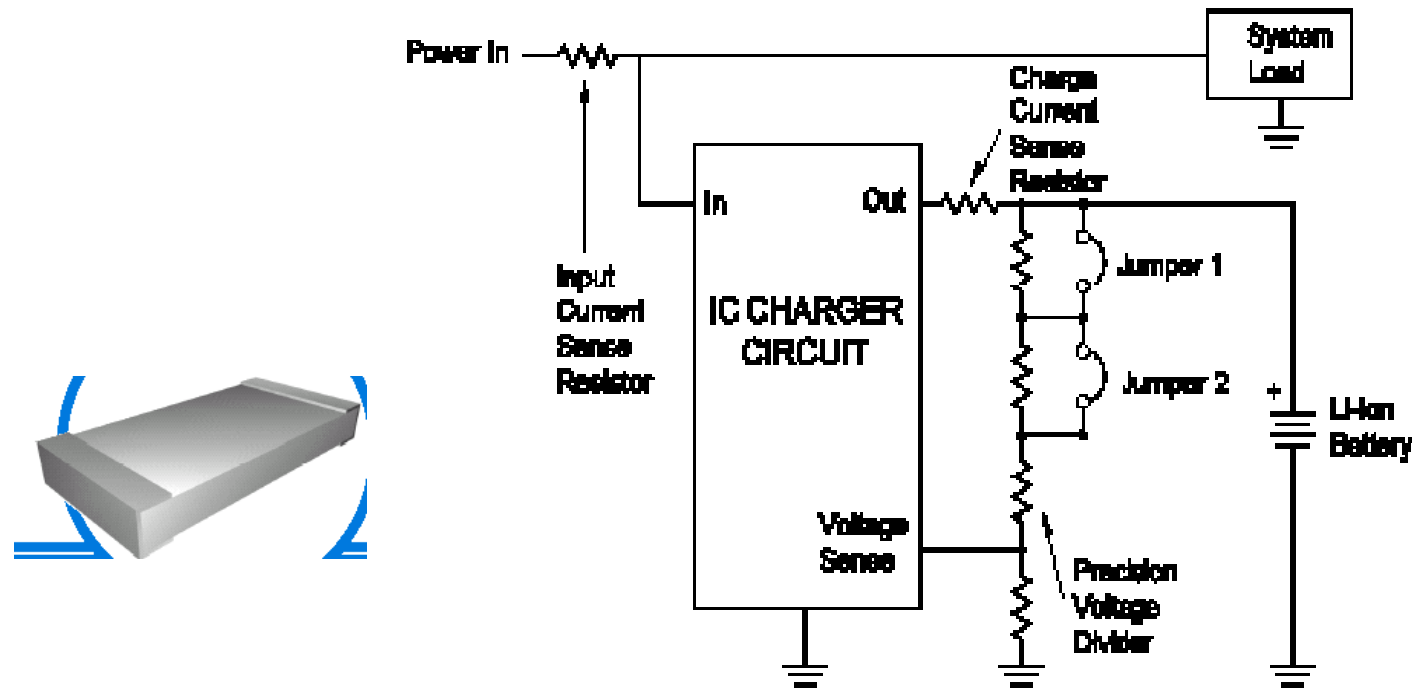 Power In
System
Load
Charge
Current
Sense
Resistor
In
Out
Input
Current
Sense
Resistor
IC CHARGER
CIRCUIT
Jumper 1
Jumper 2
+
Li-Ion
Battery
Voltage
Sense
Precision
Voltage
Divider